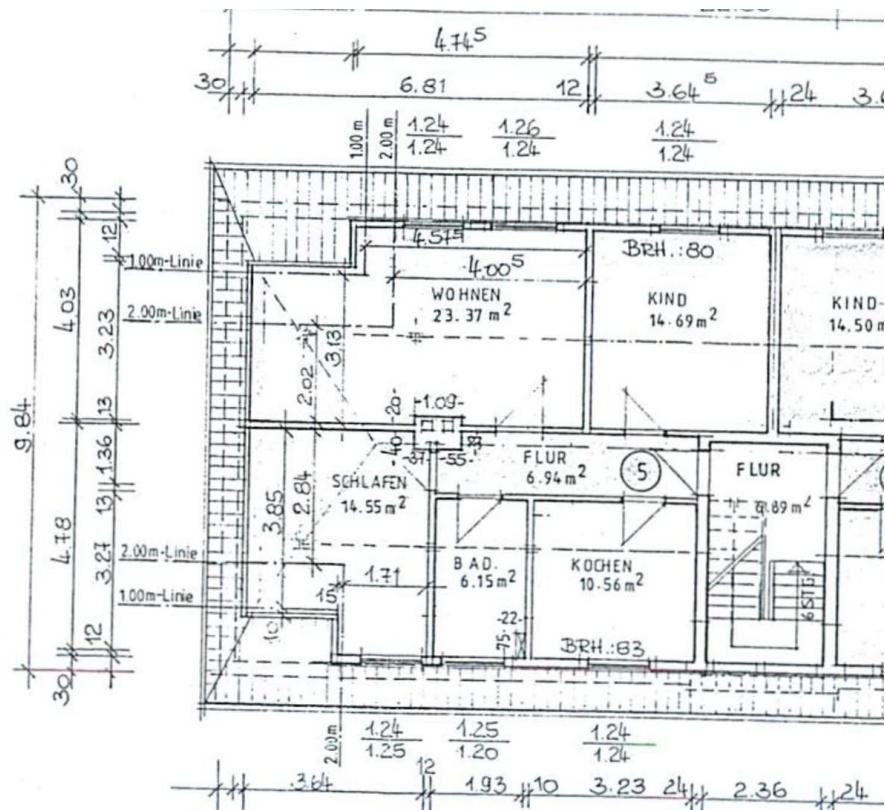 4.74⁵
30 6.81 12 3.64⁵ 24
1.00 m
2.00 m
1.24
1.24
1.26
1.24
1.24
1.24
30
12
4.57⁵
BRH.:80
1.00m-Linie
4.00⁵
WOHNEN
23.37 m²
KIND
14.69 m²
KIND-
14.50 m
2.00m-Linie
4.03
3.23
3.13
2.02
9.84
13
20
1.09
1.36
40
37
55
FLUR
6.94 m²
5
FLUR
SCHLAFEN
14.55 m²
3.85
2.84
13
4.78
3.27
2.00m-Linie
BAD.
6.15 m²
KOCHEN
10.56 m²
1.71
1.00m-Linie
15
6 STG
10
22
75
BRH.:83
12
30
2.00 m
1.24
1.25
1.25
1.20
1.24
1.24
3.64 12 1.93 10 3.23 24 2.36 24